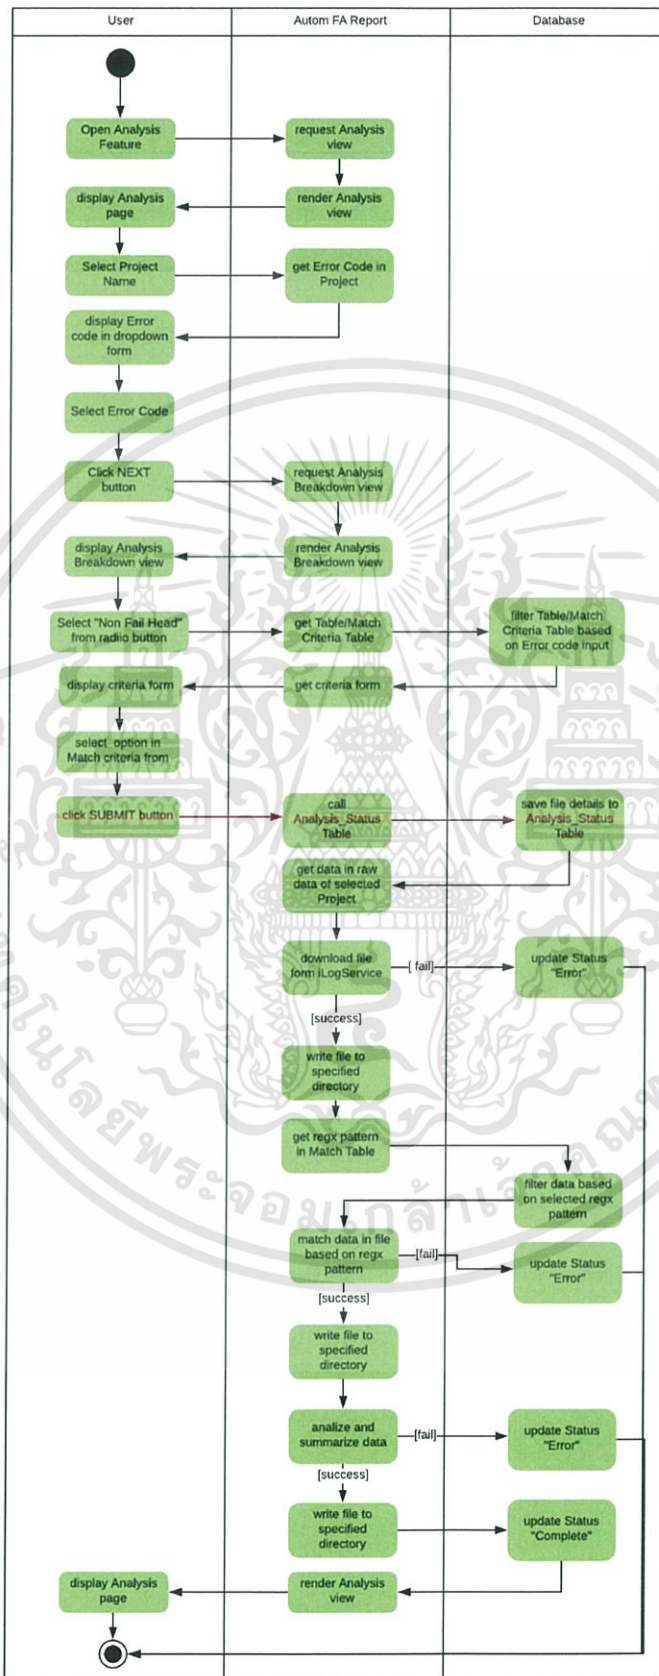 User
Autom FA Report
Database
Open Analysis
Feature
request Analysis
view
display Analysis
page
render Analysis
view
Select Project
Name
get Error Code in
Project
display Error
code in dropdown
form
Select Error Code
Click NEXT
button
request Analysis
Breakdown view
display Analysis
Breakdown view
render Analysis
Breakdown view
Select "Non Fail Head"
from radiio button
get Table/Match
Criteria Table
filter Table/Match
Criteria Table based
on Error code input
display criteria form
get criteria form
select option in
Match criteria from
click SUBMIT button
call
Analysis_Status
Table
save file details to
Analysis_Status
Table
get data in raw
data of selected
Project
download file
form iLogService
[ fail]
update Status
"Error"
[success]
write file to
specified
directory
get regx pattern
in Match Table
filter data based
on selected regx
pattern
match data in file
based on regx
pattern
[fail]
update Status
"Error"
[success]
write file to
specified
directory
analize and
summarize data
[fail]
update Status
"Error"
[success]
write file to
specified
directory
update Status
"Complete"
display Analysis
page
render Analysis
view